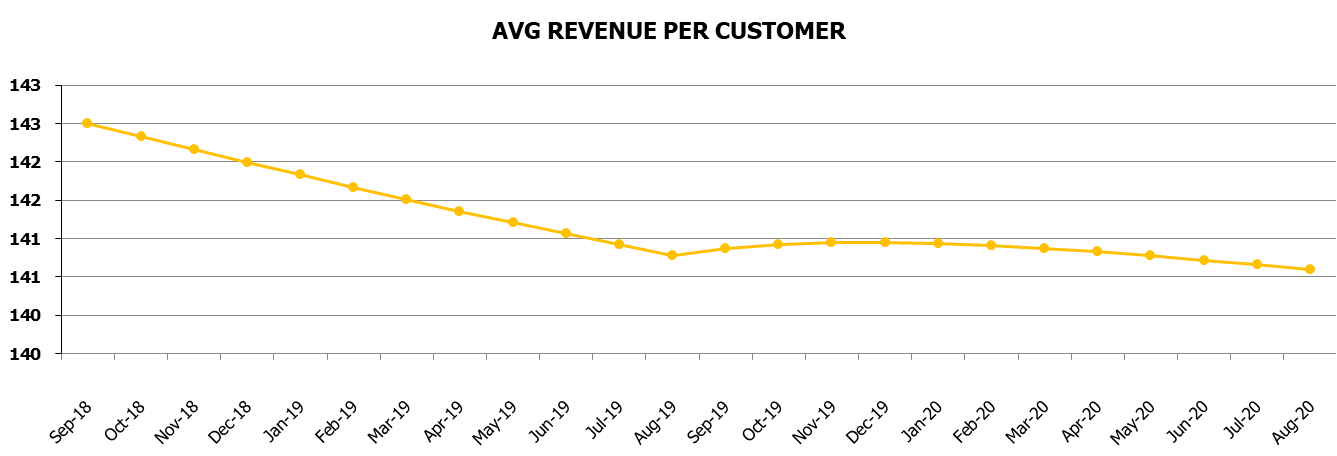 AVG REVENUE PER CUSTOMER
143
143
142
142
141
141
140
140
Sep-18
Oct-18
Nov-18
Dec-18
Jan-19
Feb-19
Mar-19
Apr-19
May-19
Jun-19
Jul-19
Aug-19
Sep-19
Oct-19
Nov-19
Dec-19
Jan-20
Feb-20
Mar-20
Apr-20
May-20
Jun-20
Jul-20
Aug-20